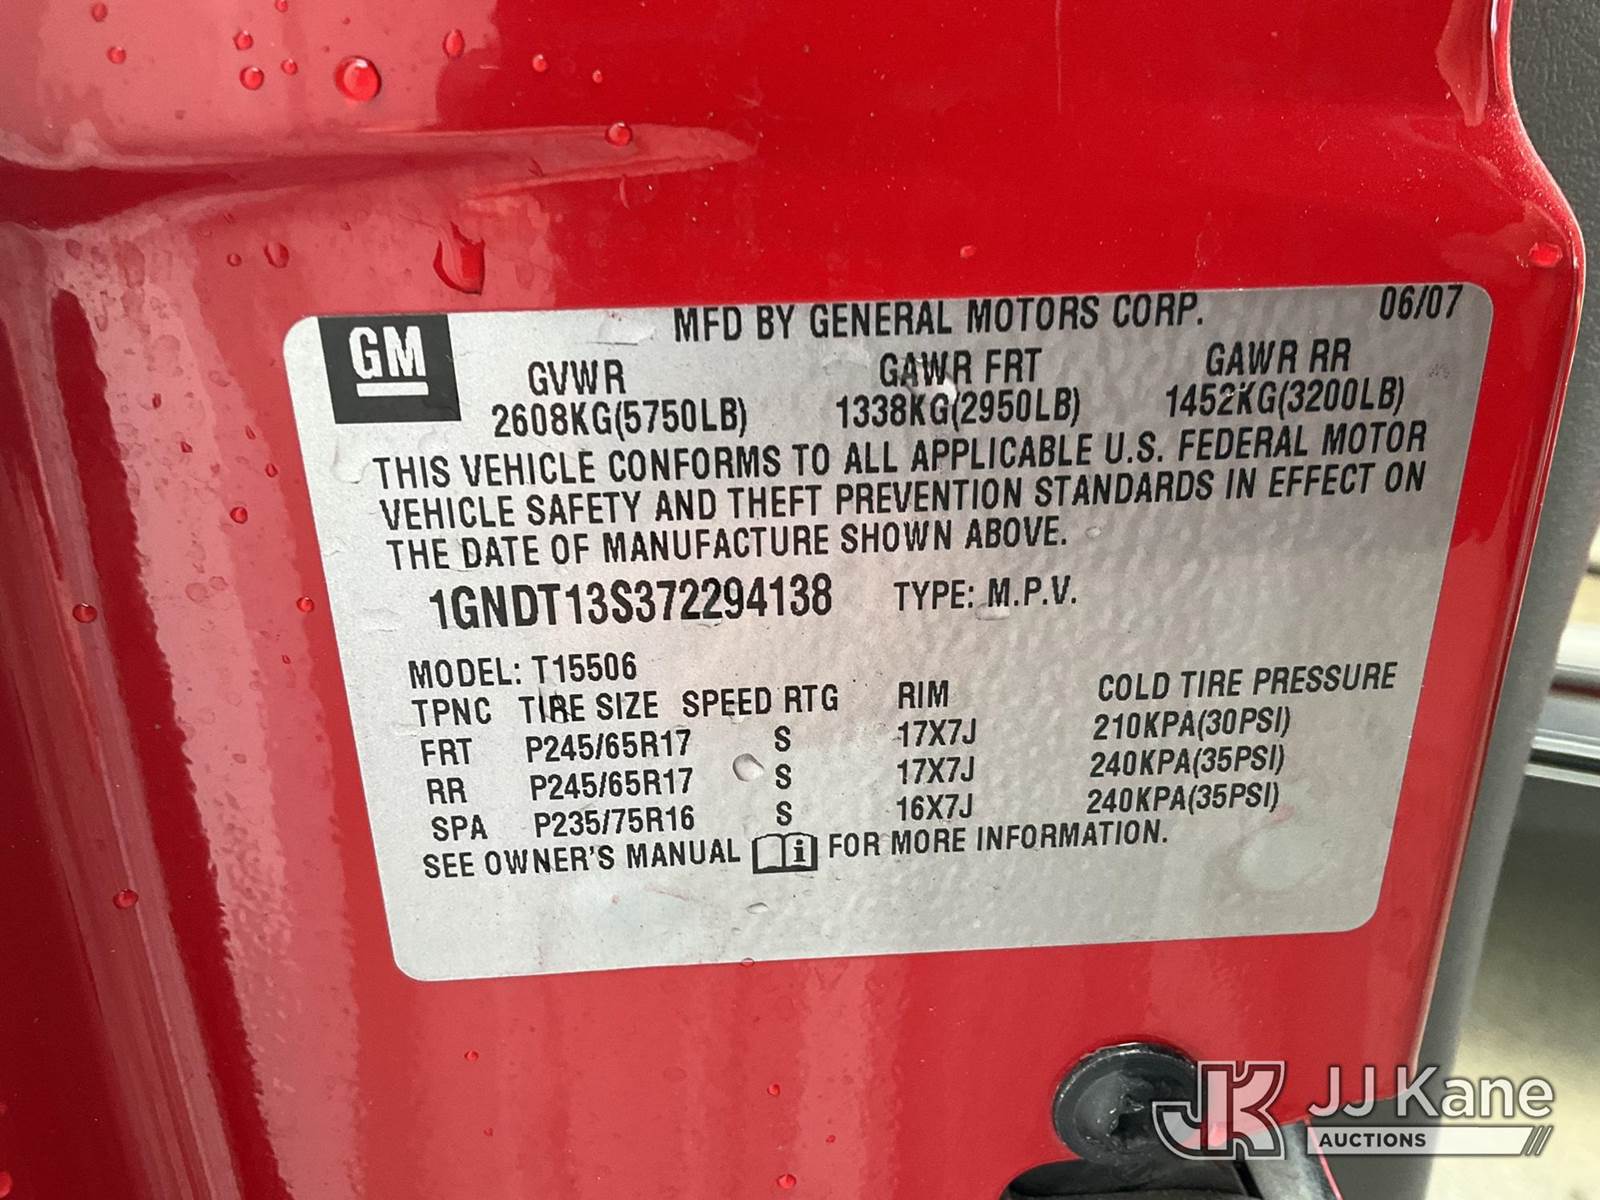 GM
MFD BY GENERAL MOTORS CORP. 06/07
GVWR GAWR FRT GAWR RR
2608KG(5750LB) 1338KG(2950LB) 1452KG(3200LB)
THIS VEHICLE CONFORMS TO ALL APPLICABLE U.S. FEDERAL MOTOR
VEHICLE SAFETY AND THEFT PREVENTION STANDARDS IN EFFECT ON
THE DATE OF MANUFACTURE SHOWN ABOVE.
1GNDT13S372294138 TYPE: M.P.V.
MODEL: T15506
TPNC TIRE SIZE SPEED RTG RIM COLD TIRE PRESSURE
FRT P245/65R17 S 17X7J 210KPA(30PSI)
RR P245/65R17 S 17X7J 240KPA(35PSI)
SPA P235/75R16 S 16X7J 240KPA(35PSI)
SEE OWNER'S MANUAL i FOR MORE INFORMATION.
JK JJ Kane
AUCTIONS